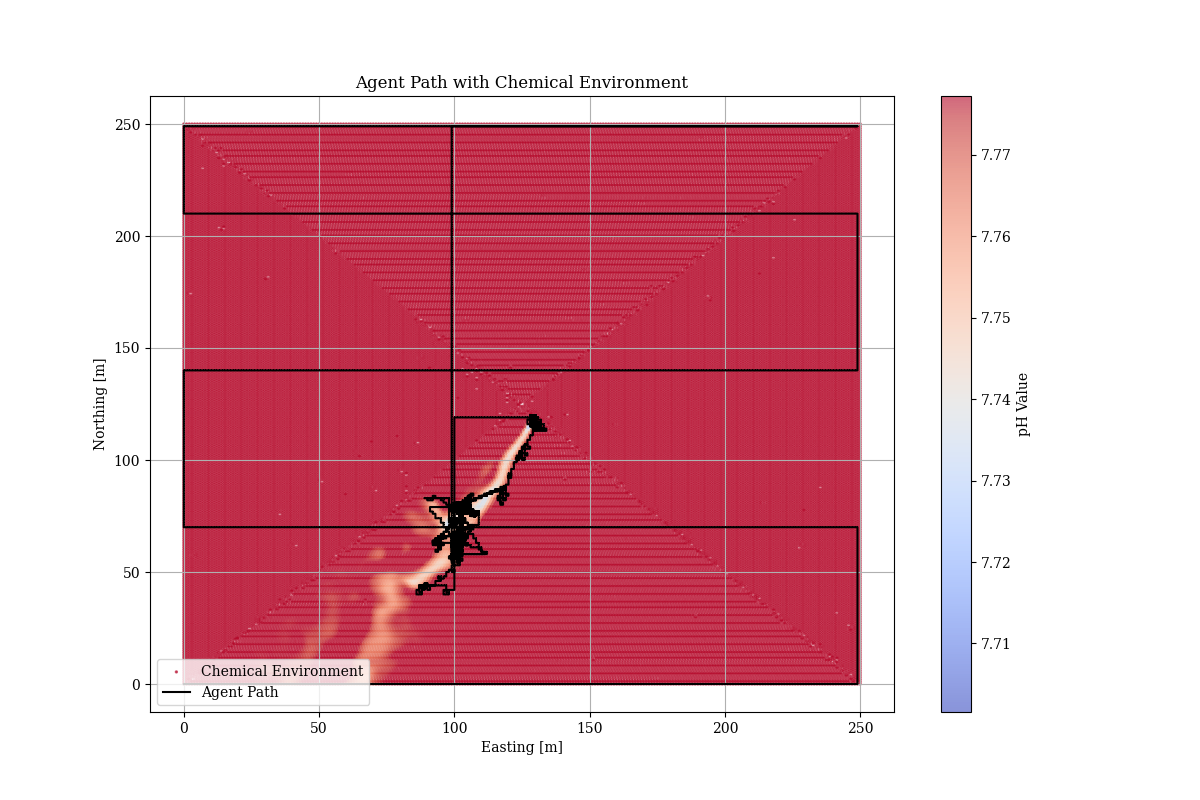 Agent Path with Chemical Environment
250
200
150
100
50
0
Northing [m]
0 50 100 150 200 250
Easting [m]
Chemical Environment
Agent Path
7.77
7.76
7.75
7.74
7.73
7.72
7.71
pH Value